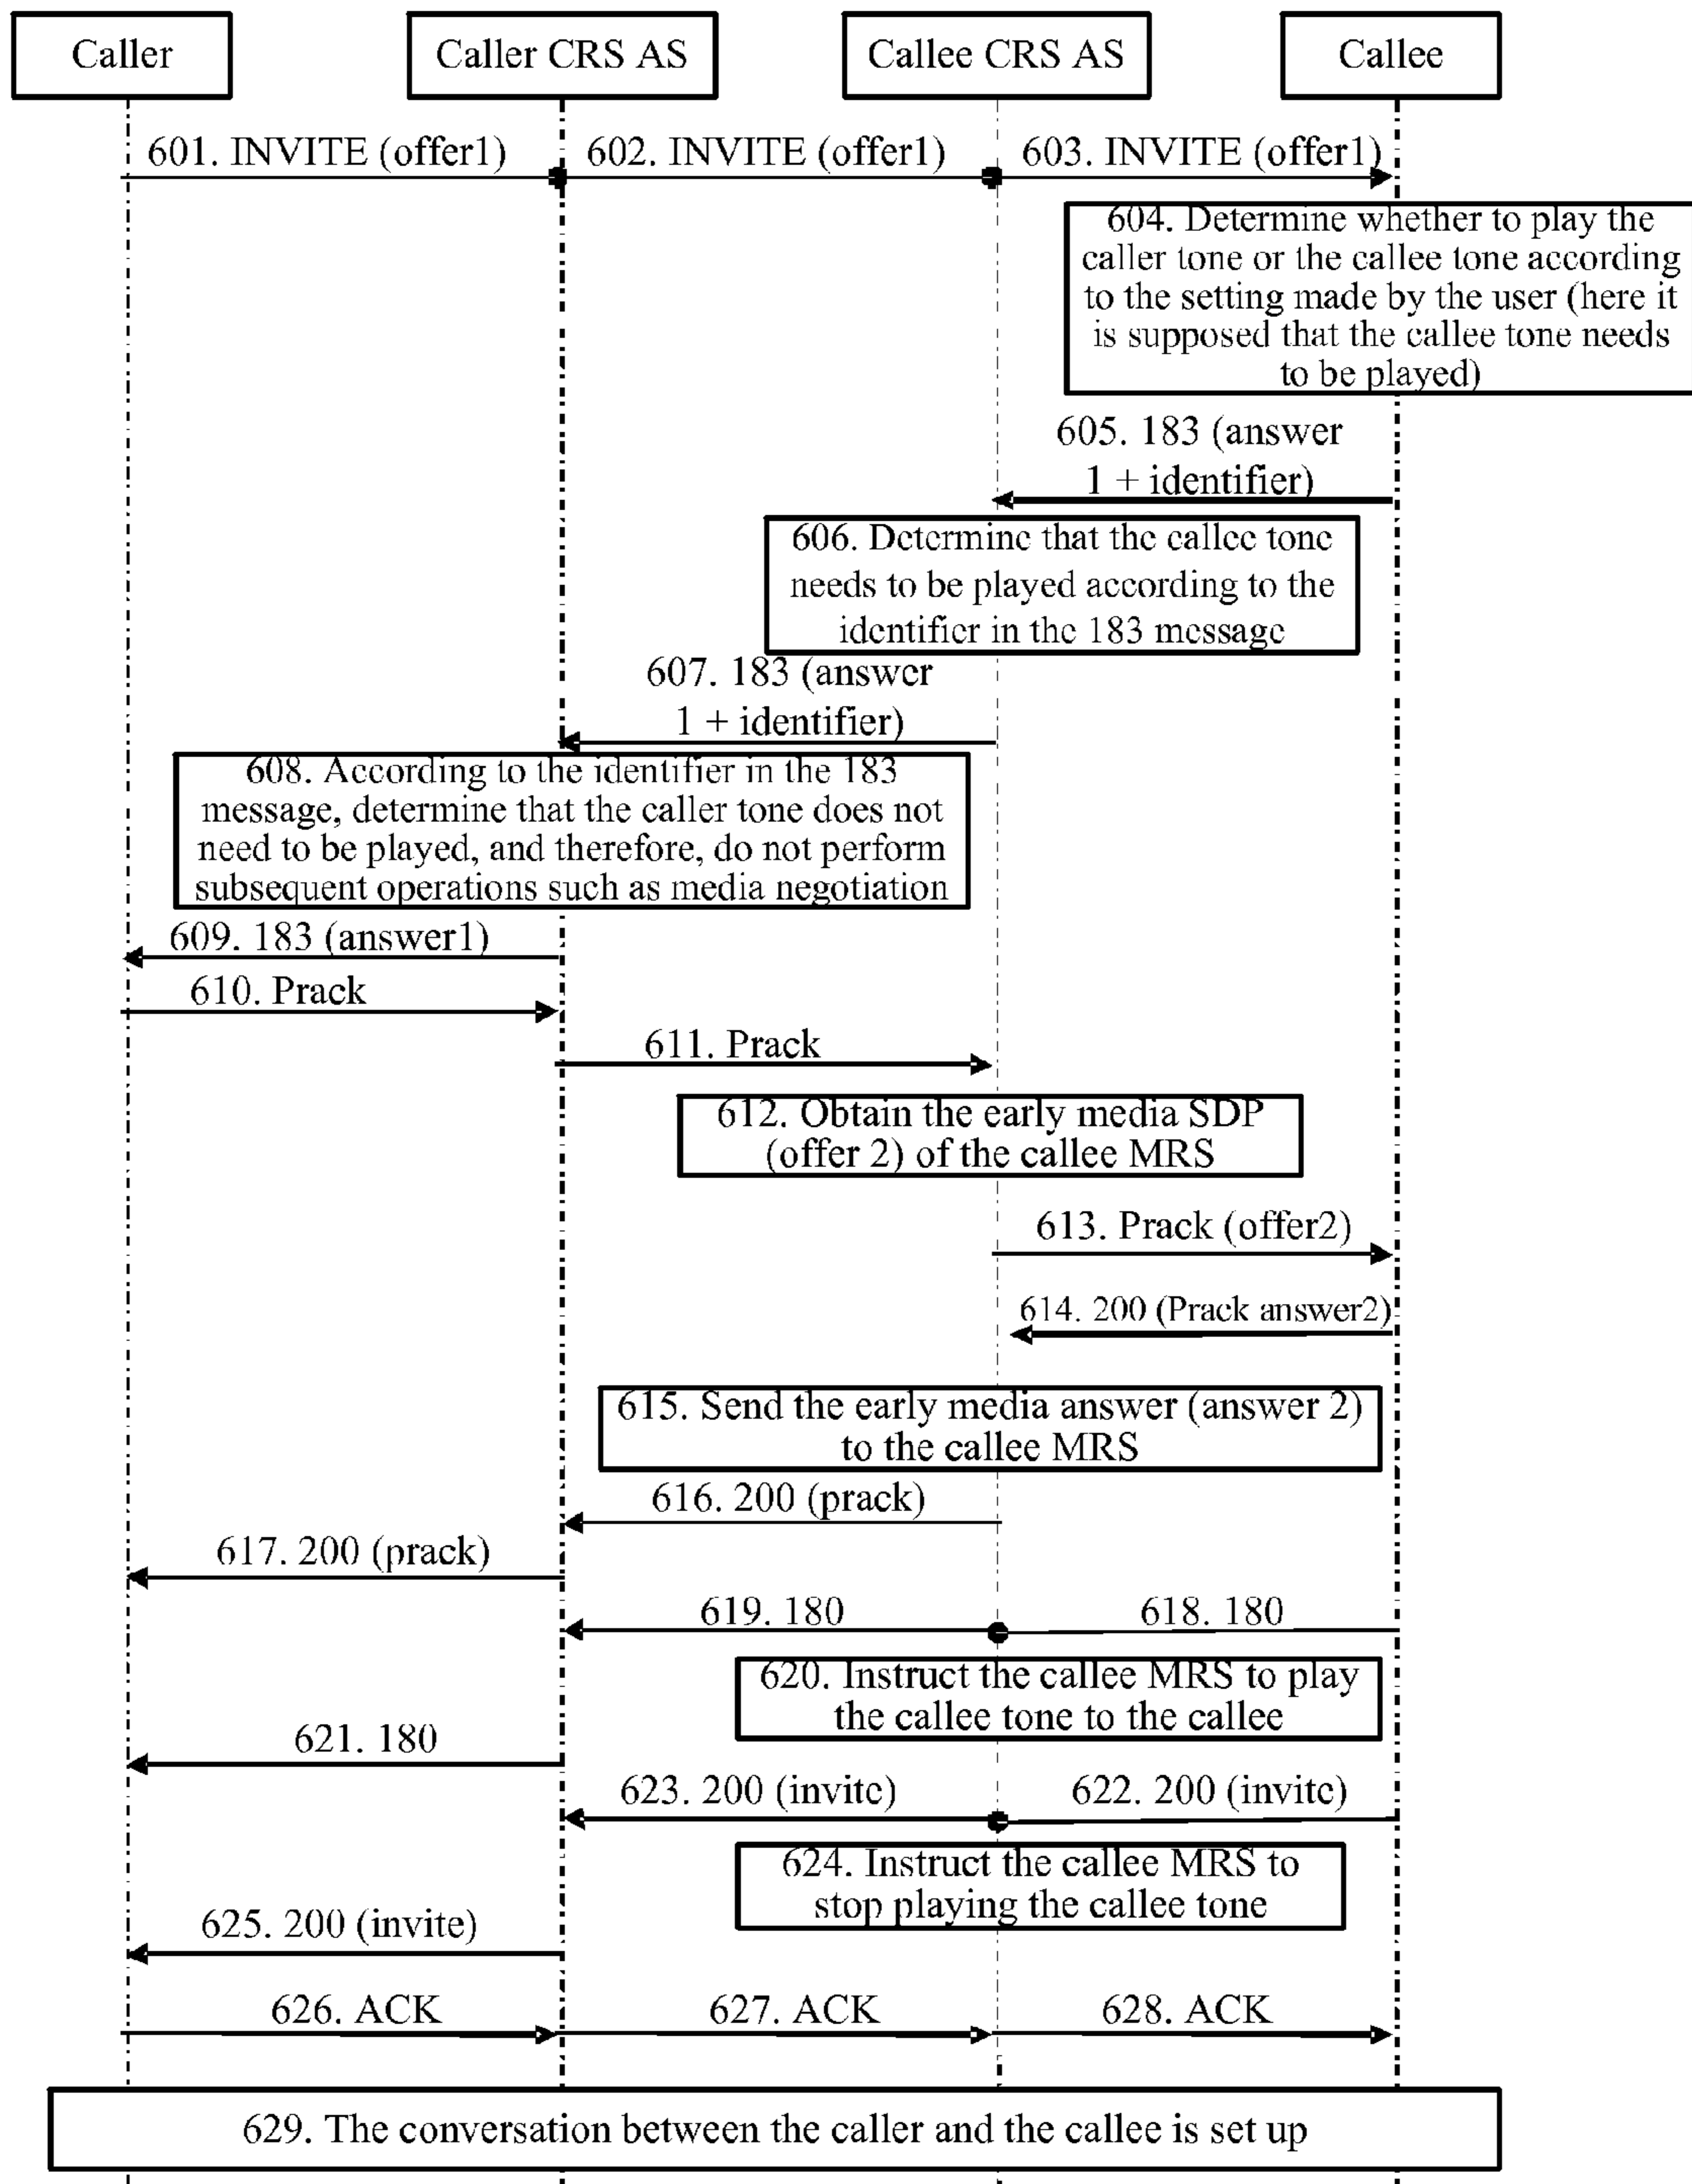 Caller
Caller CRS AS
Callee CRS AS
Callee
601. INVITE (offer1)
602. INVITE (offer1)
603. INVITE (offer1)
604. Determine whether to play the
caller tone or the callee tone according
to the setting made by the user (here it
is supposed that the callee tone needs
to be played)
605. 183 (answer
1 + identifier)
606. Determine that the callee tone
needs to be played according to the
identifier in the 183 message
607. 183 (answer
1 + identifier)
608. According to the identifier in the 183
message, determine that the caller tone does not
need to be played, and therefore, do not perform
subsequent operations such as media negotiation
609. 183 (answer1)
610. Prack
611. Prack
612. Obtain the early media SDP
(offer 2) of the callee MRS
613. Prack (offer2)
614. 200 (Prack answer2)
615. Send the early media answer (answer 2)
to the callee MRS
616. 200 (prack)
617. 200 (prack)
619. 180
618. 180
620. Instruct the callee MRS to play
the callee tone to the callee
621. 180
623. 200 (invite)
622. 200 (invite)
624. Instruct the callee MRS to
stop playing the callee tone
625. 200 (invite)
626. ACK
627. ACK
628. ACK
629. The conversation between the caller and the callee is set up